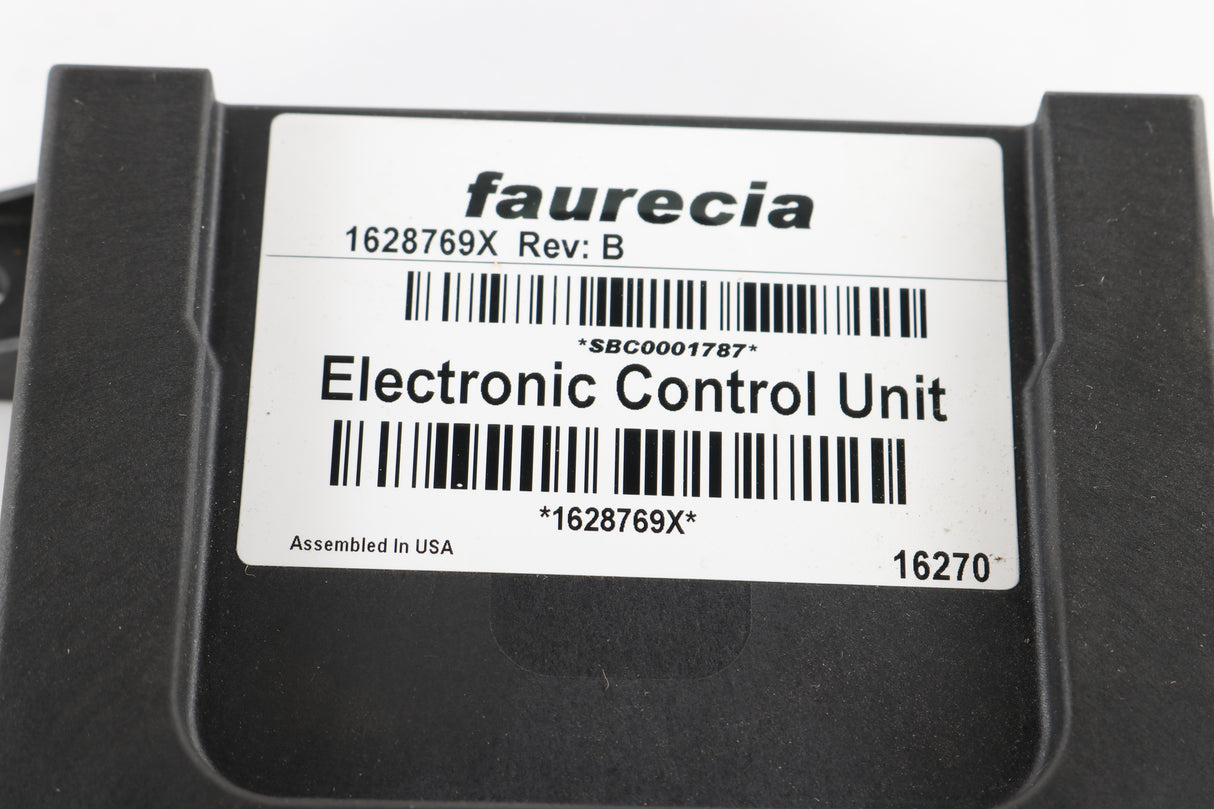 faurecia
1628769X Rev: B
*SBC0001787*
Electronic Control Unit
*1628769X*
Assembled In USA
16270